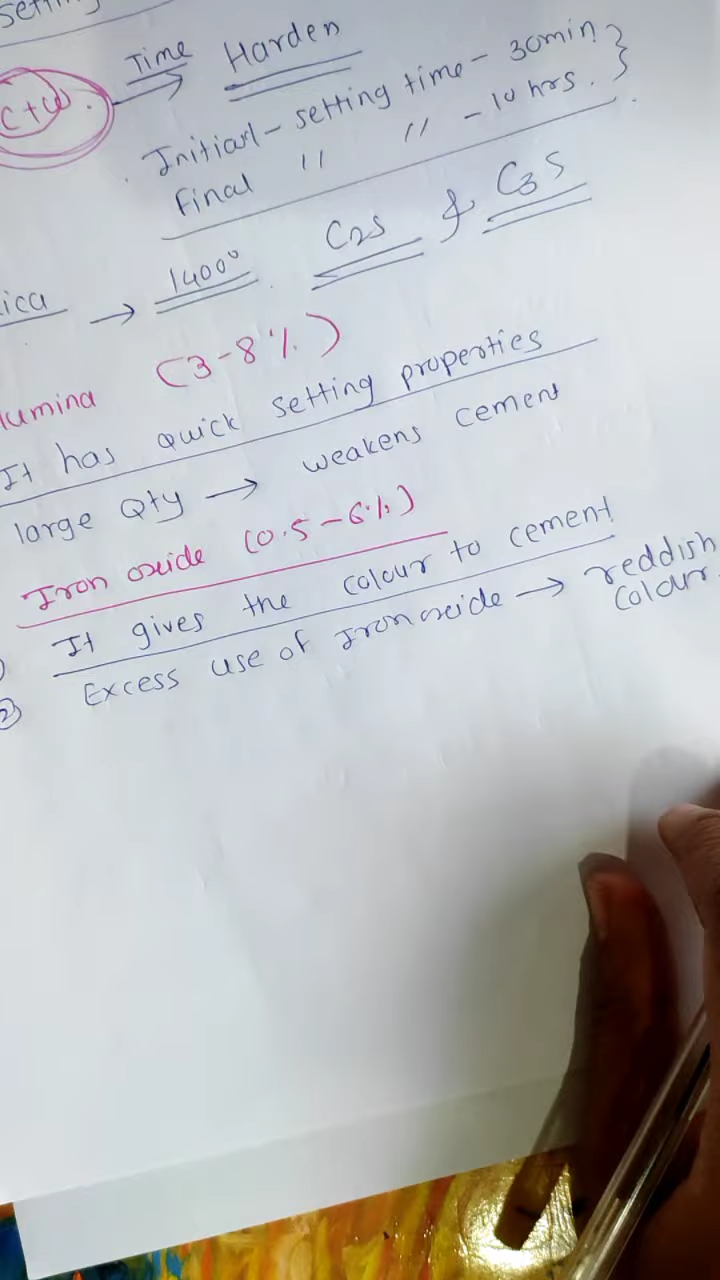 setting
C+W. Time → Harden
Initial - setting time - 30min
Final " " - 10 hrs.
ica → 1400° C2S & C3S
lumina (3-8%)
It has quick setting properties
large Qty → weakens cement
Iron oxide (0.5-6%)
It gives the colour to cement
② Excess use of Iron oxide → reddish
colour.